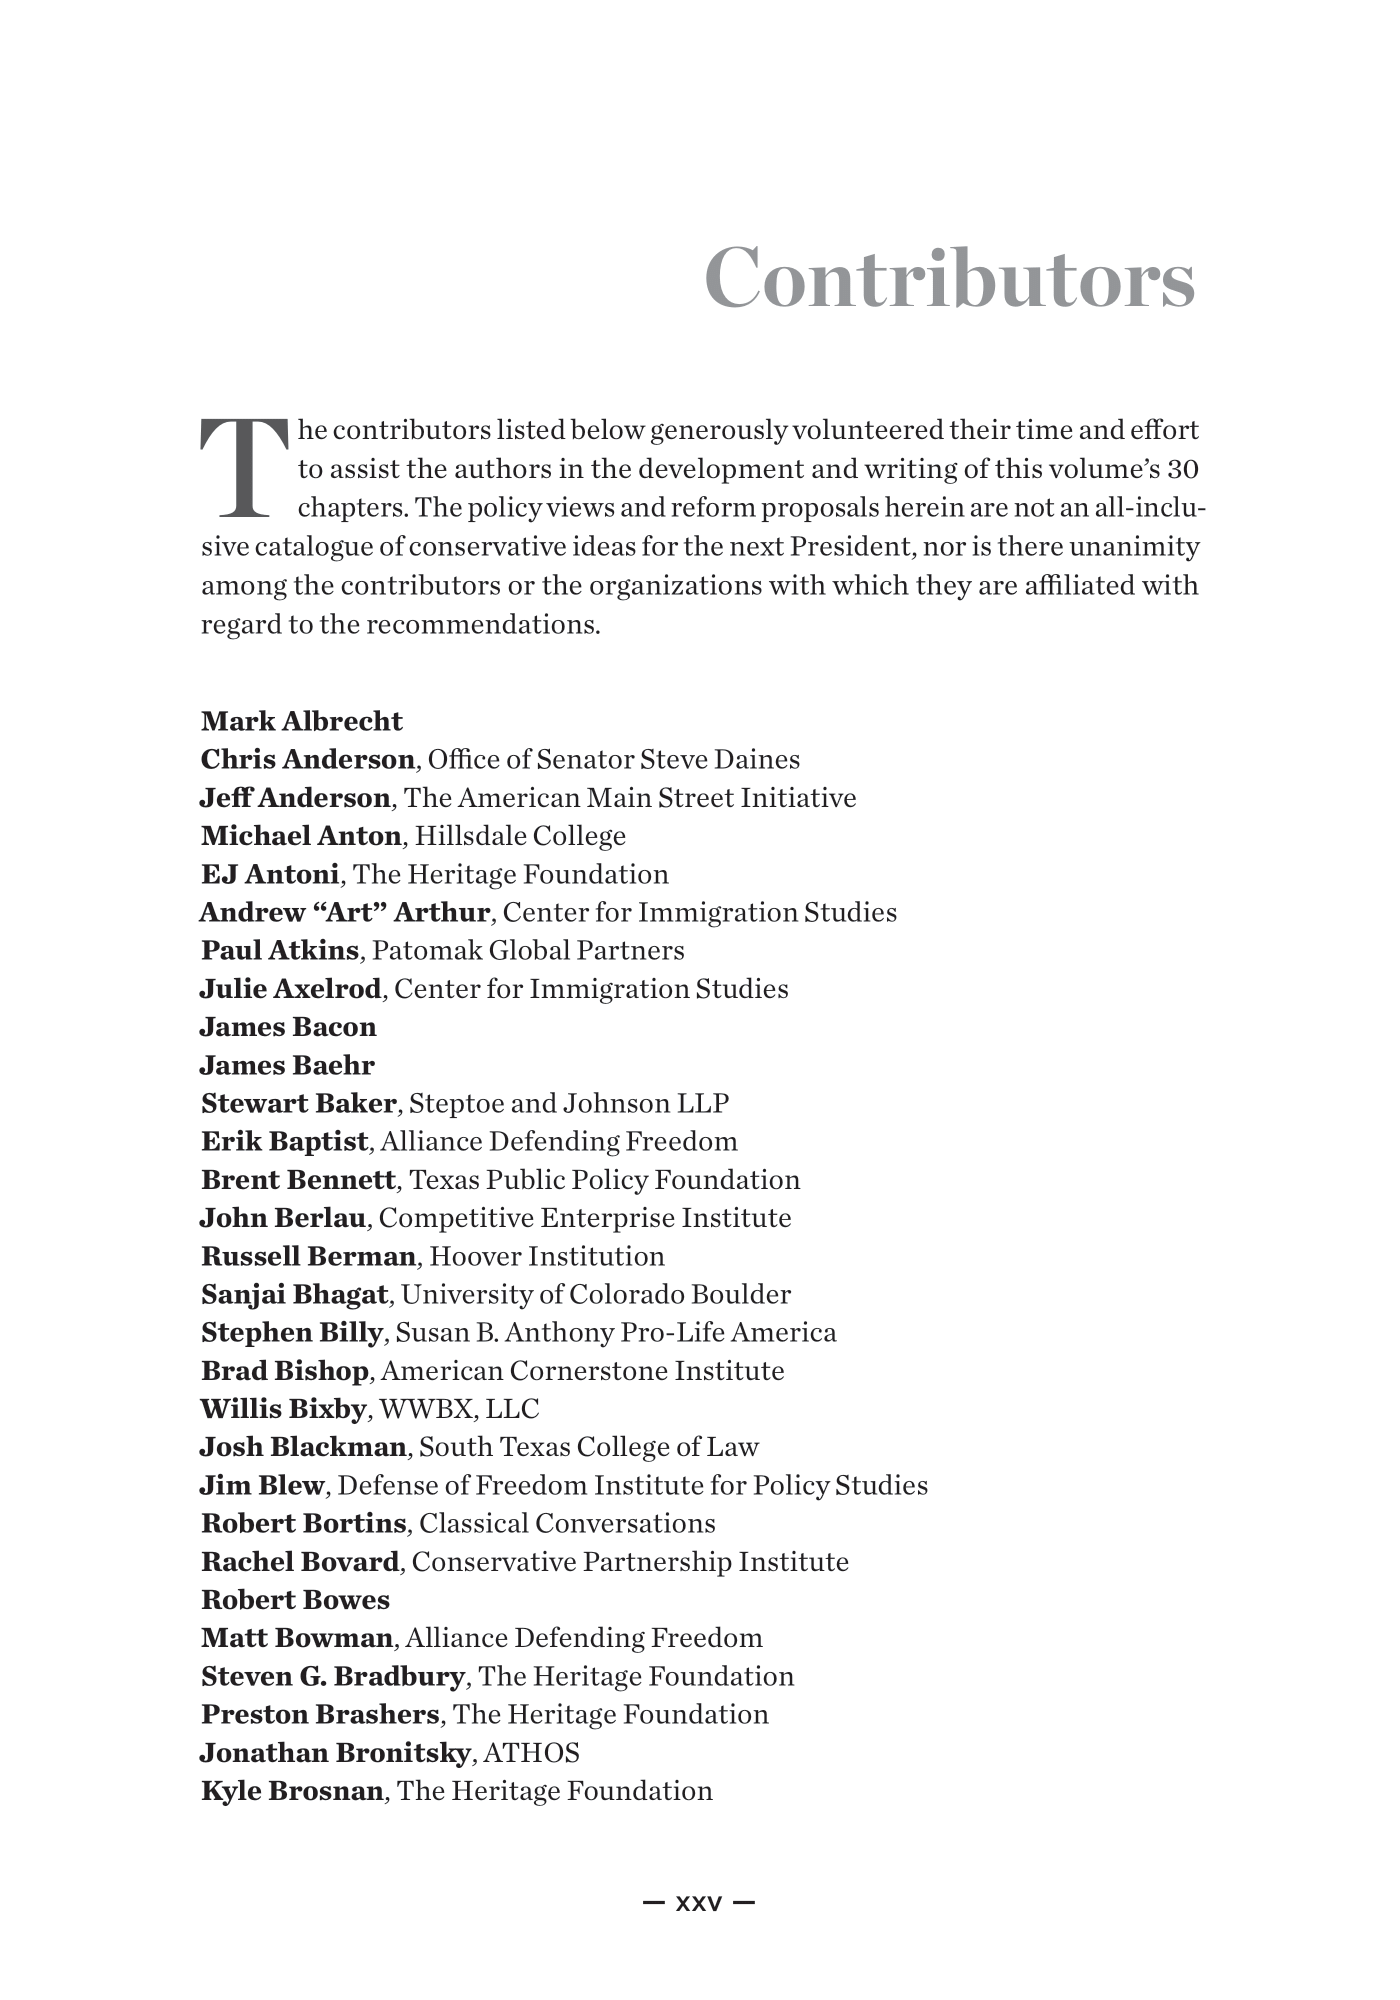 Contributors
The contributors listed below generously volunteered their time and effort
to assist the authors in the development and writing of this volume’s 30
chapters. The policy views and reform proposals herein are not an all-inclu-
sive catalogue of conservative ideas for the next President, nor is there unanimity
among the contributors or the organizations with which they are affiliated with
regard to the recommendations.
Mark Albrecht
Chris Anderson, Office of Senator Steve Daines
Jeff Anderson, The American Main Street Initiative
Michael Anton, Hillsdale College
EJ Antoni, The Heritage Foundation
Andrew “Art” Arthur, Center for Immigration Studies
Paul Atkins, Patomak Global Partners
Julie Axelrod, Center for Immigration Studies
James Bacon
James Baehr
Stewart Baker, Steptoe and Johnson LLP
Erik Baptist, Alliance Defending Freedom
Brent Bennett, Texas Public Policy Foundation
John Berlau, Competitive Enterprise Institute
Russell Berman, Hoover Institution
Sanjai Bhagat, University of Colorado Boulder
Stephen Billy, Susan B. Anthony Pro-Life America
Brad Bishop, American Cornerstone Institute
Willis Bixby, WWBX, LLC
Josh Blackman, South Texas College of Law
Jim Blew, Defense of Freedom Institute for Policy Studies
Robert Bortins, Classical Conversations
Rachel Bovard, Conservative Partnership Institute
Robert Bowes
Matt Bowman, Alliance Defending Freedom
Steven G. Bradbury, The Heritage Foundation
Preston Brashers, The Heritage Foundation
Jonathan Bronitsky, ATHOS
Kyle Brosnan, The Heritage Foundation
— xxv —